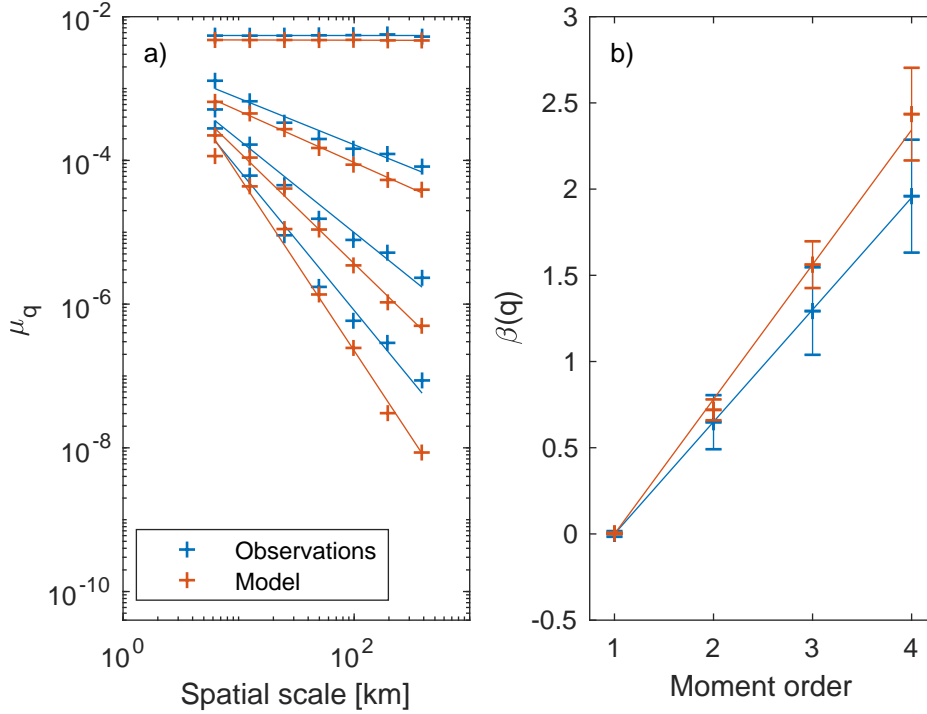 a)
10^-2
10^-4
10^-6
10^-8
10^-10
μ_q
Observations
Model
10^0
10^2
Spatial scale [km]
b)
3
2.5
2
1.5
1
0.5
0
-0.5
β(q)
1
2
3
4
Moment order